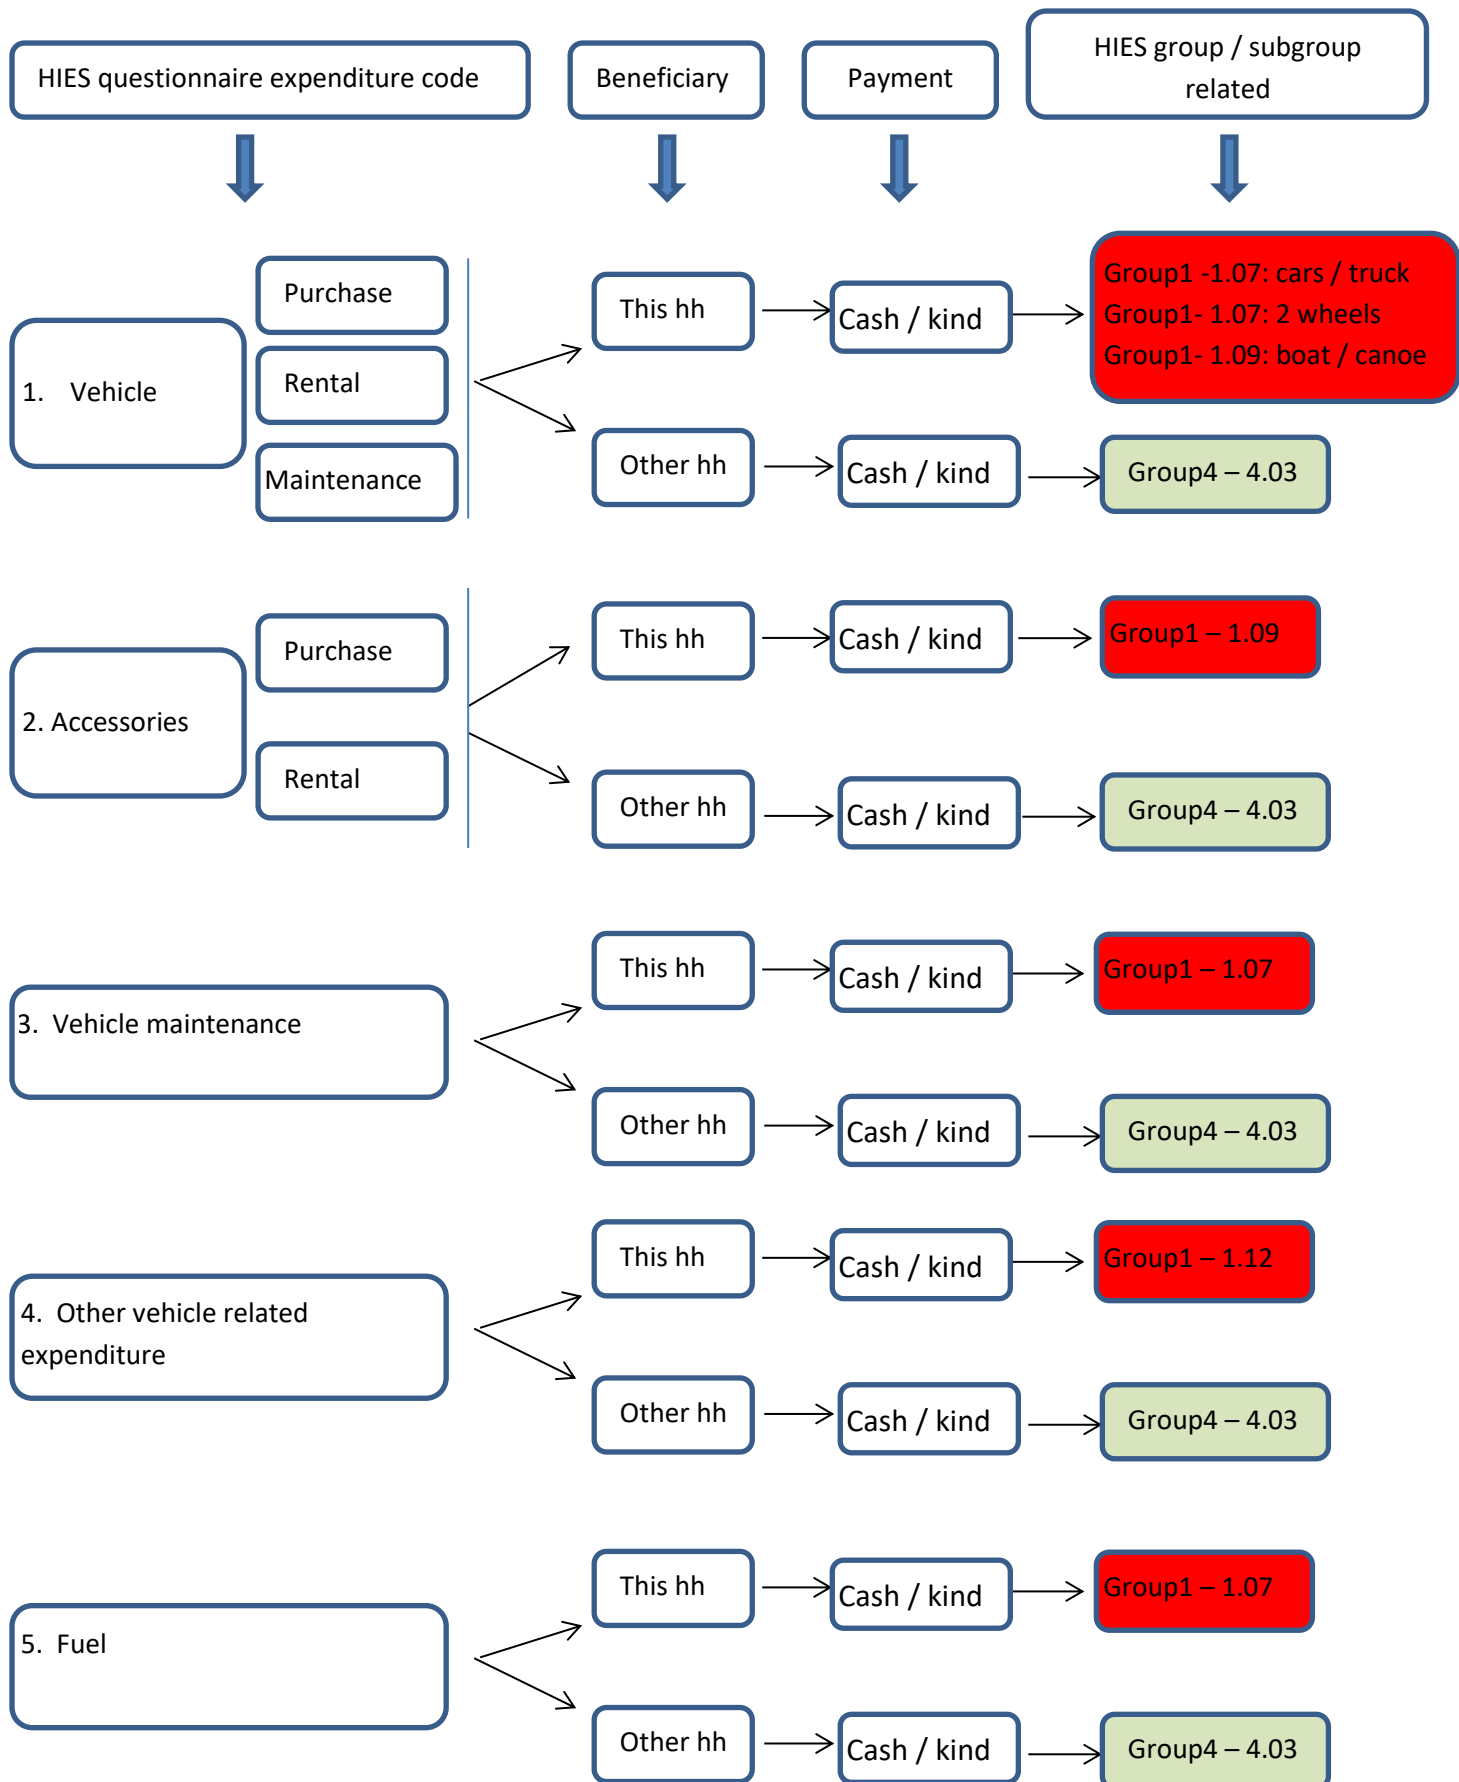 HIES questionnaire expenditure code
Beneficiary
Payment
HIES group / subgroup
related
1. Vehicle
Purchase
Rental
Maintenance
This hh
Cash / kind
Group1 -1.07: cars / truck
Group1- 1.07: 2 wheels
Group1- 1.09: boat / canoe
Other hh
Cash / kind
Group4 – 4.03
2. Accessories
Purchase
Rental
This hh
Cash / kind
Group1 – 1.09
Other hh
Cash / kind
Group4 – 4.03
3. Vehicle maintenance
This hh
Cash / kind
Group1 – 1.07
Other hh
Cash / kind
Group4 – 4.03
4. Other vehicle related
expenditure
This hh
Cash / kind
Group1 – 1.12
Other hh
Cash / kind
Group4 – 4.03
5. Fuel
This hh
Cash / kind
Group1 – 1.07
Other hh
Cash / kind
Group4 – 4.03